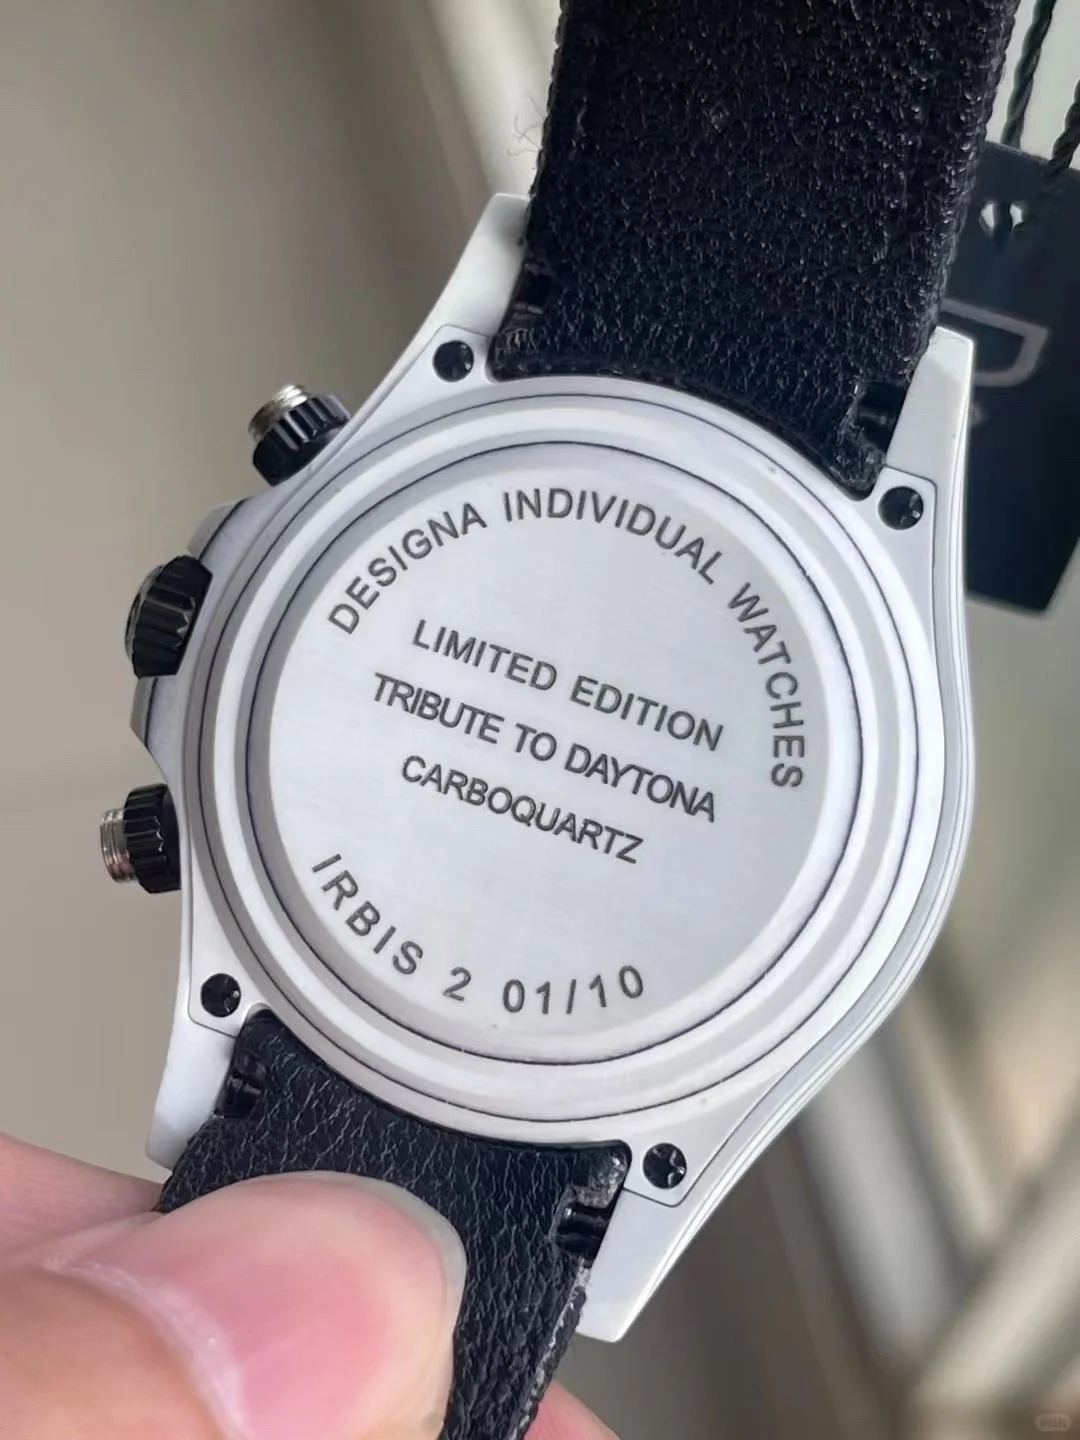 DESIGNA INDIVIDUAL WATCHES
LIMITED EDITION
TRIBUTE TO DAYTONA
CARBOQUARTZ
IRBIS 2 01/10